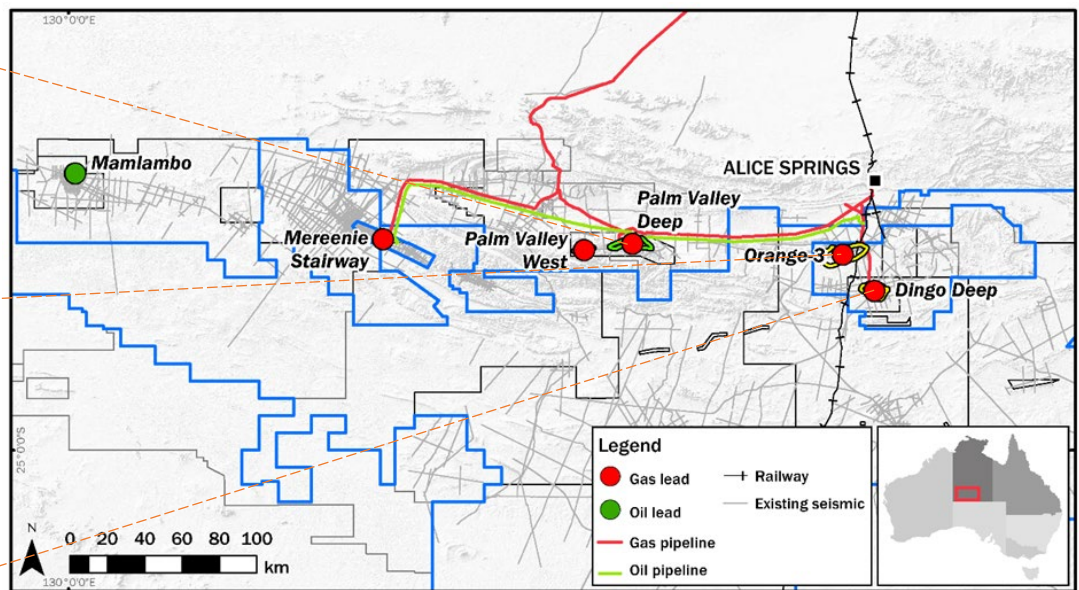 130°0'0"E
Mamlambo
ALICE SPRINGS
Palm Valley
Deep
Mereenie
Stairway
Palm Valley
West
Orange-3
Dingo Deep
25°0'S
Legend
Gas lead
Oil lead
Gas pipeline
Oil pipeline
Railway
Existing seismic
N
0 20 40 60 80 100
km
130°0'0"E